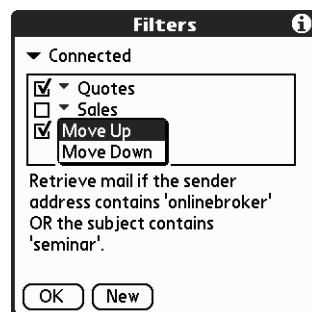 Filters
Connected
Quotes
Sales
Move Up
Move Down
Retrieve mail if the sender
address contains 'onlinebroker'
OR the subject contains
'seminar'.
OK New